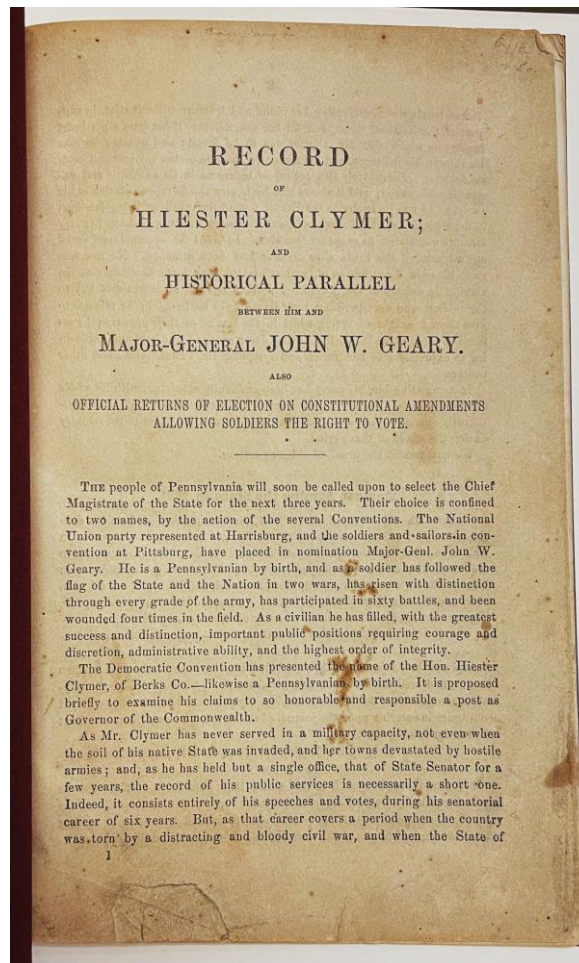 RECORD
OF
HIESTER CLYMER;
AND
HISTORICAL PARALLEL
BETWEEN HIM AND
MAJOR-GENERAL JOHN W. GEARY.
ALSO
OFFICIAL RETURNS OF ELECTION ON CONSTITUTIONAL AMENDMENTS
ALLOWING SOLDIERS THE RIGHT TO VOTE.
THE people of Pennsylvania will soon be called upon to select the Chief
Magistrate of the State for the next three years. Their choice is confined
to two names, by the action of the several Conventions. The National
Union party represented at Harrisburg, and the soldiers and sailors in con-
vention at Pittsburg, have placed in nomination Major-Genl. John W.
Geary. He is a Pennsylvanian by birth, and as a soldier has followed the
flag of the State and the Nation in two wars, has risen with distinction
through every grade of the army, has participated in sixty battles, and been
wounded four times in the field. As a civilian he has filled, with the greatest
success and distinction, important public positions requiring courage and
discretion, administrative ability, and the highest order of integrity.
The Democratic Convention has presented the name of the Hon. Hiester
Clymer, of Berks Co.—likewise a Pennsylvanian by birth. It is proposed
briefly to examine his claims to so honorable and responsible a post as
Governor of the Commonwealth.
As Mr. Clymer has never served in a military capacity, not even when
the soil of his native State was invaded, and her towns devastated by hostile
armies; and, as he has held but a single office, that of State Senator for a
few years, the record of his public services is necessarily a short one.
Indeed, it consists entirely of his speeches and votes, during his senatorial
career of six years. But, as that career covers a period when the country
was torn by a distracting and bloody civil war, and when the State of
1